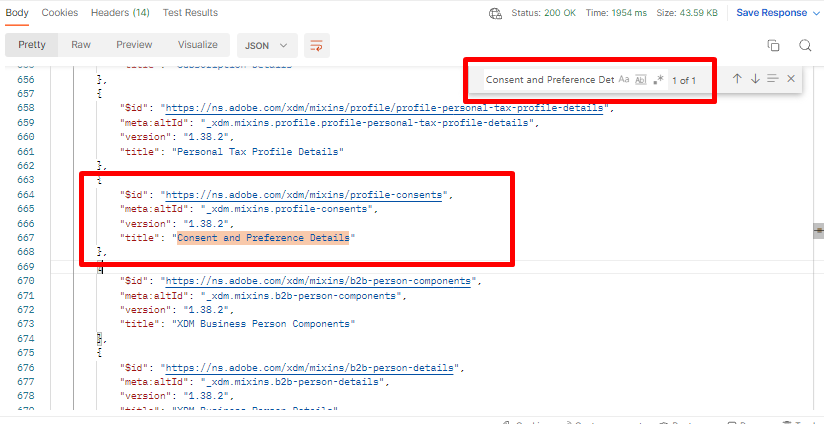 Body Cookies Headers (14) Test Results Status: 200 OK Time: 1954 ms Size: 43.59 KB Save Response
Pretty Raw Preview Visualize JSON
Consent and Preference Det Aa Ab .* 1 of 1
656 },
657 {
658 "$id": "https://ns.adobe.com/xdm/mixins/profile/profile-personal-tax-profile-details",
659 "meta:altId": "_xdm.mixins.profile.profile-personal-tax-profile-details",
660 "version": "1.38.2",
661 "title": "Personal Tax Profile Details"
662 },
663 {
664 "$id": "https://ns.adobe.com/xdm/mixins/profile-consents",
665 "meta:altId": "_xdm.mixins.profile-consents",
666 "version": "1.38.2",
667 "title": "Consent and Preference Details"
668 },
669 {
670 "$id": "https://ns.adobe.com/xdm/mixins/b2b-person-components",
671 "meta:altId": "_xdm.mixins.b2b-person-components",
672 "version": "1.38.2",
673 "title": "XDM Business Person Components"
674 },
675 {
676 "$id": "https://ns.adobe.com/xdm/mixins/b2b-person-details",
677 "meta:altId": "_xdm.mixins.b2b-person-details",
678 "version": "1.38.2",
"title": "XDM Business Person Details"